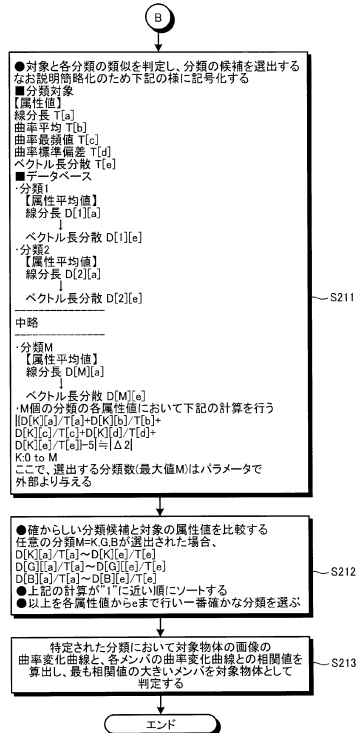 B
●対象と各分類の類似を判定し、分類の候補を選出する
なお説明簡略化のため下記の様に記号化する
■分類対象
【属性値】
線分長 T[a]
曲率平均 T[b]
曲率最頻値 T[c]
曲率標準偏差 T[d]
ベクトル長分散 T[e]
■データベース
・分類1
【属性平均値】
線分長 D[1][a]
↓
ベクトル長分散 D[1][e]
・分類2
【属性平均値】
線分長 D[2][a]
↓
ベクトル長分散 D[2][e]
中略
・分類M
【属性平均値】
線分長 D[M][a]
↓
ベクトル長分散 D[M][e]
・M個の分類の各属性値において下記の計算を行う
|{D[K][a]/T[a]+D[K][b]/T[b]+
D[K][c]/T[c]+D[K][d]/T[d]+
D[K][e]/T[e]}-5|≒|Δ2|
K:0 to M
ここで、選出する分類数(最大値M)はパラメータで
外部より与える
S211
●確からしい分類候補と対象の属性値を比較する
任意の分類M=K,G,Bが選出された場合、
D[K][a]/T[a]~D[K][e]/T[e]
D[G][a]/T[a]~D[G][e]/T[e]
D[B][a]/T[a]~D[B][e]/T[e]
●上記の計算が"1"に近い順にソートする
●以上を各属性値からeまで行い一番確かな分類を選ぶ
S212
特定された分類において対象物体の画像の
曲率変化曲線と、各メンバの曲率変化曲線との相関値を
算出し、最も相関値の大きいメンバを対象物体として
判定する
S213
エンド